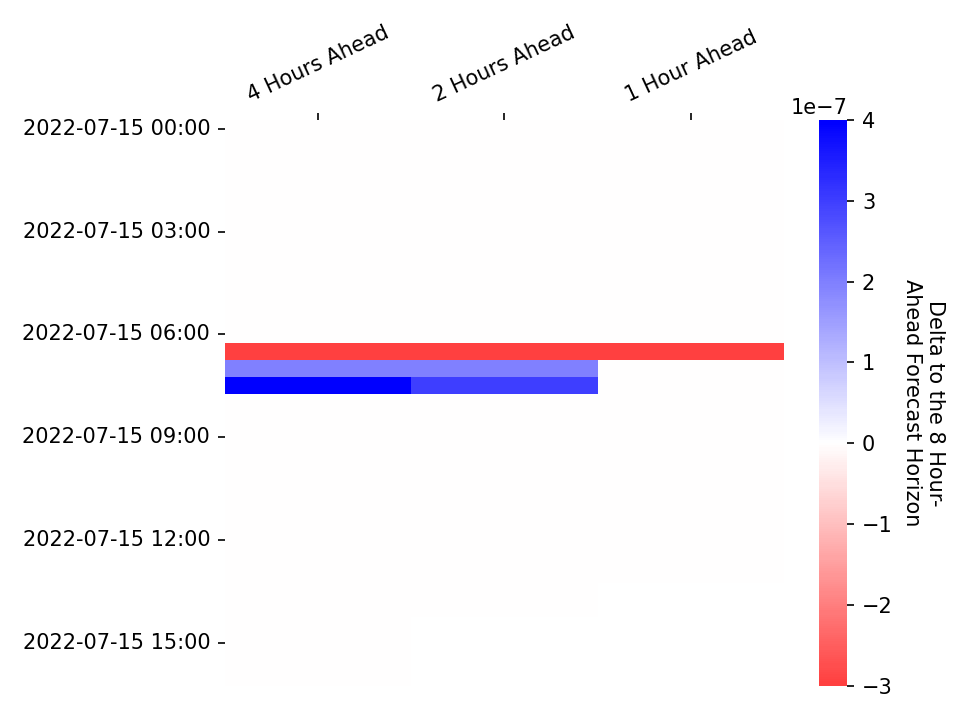 4 Hours Ahead
2 Hours Ahead
1 Hour Ahead
2022-07-15 00:00
2022-07-15 03:00
2022-07-15 06:00
2022-07-15 09:00
2022-07-15 12:00
2022-07-15 15:00
1e−7
4
3
2
1
0
−1
−2
−3
Delta to the 8 Hour-
Ahead Forecast Horizon